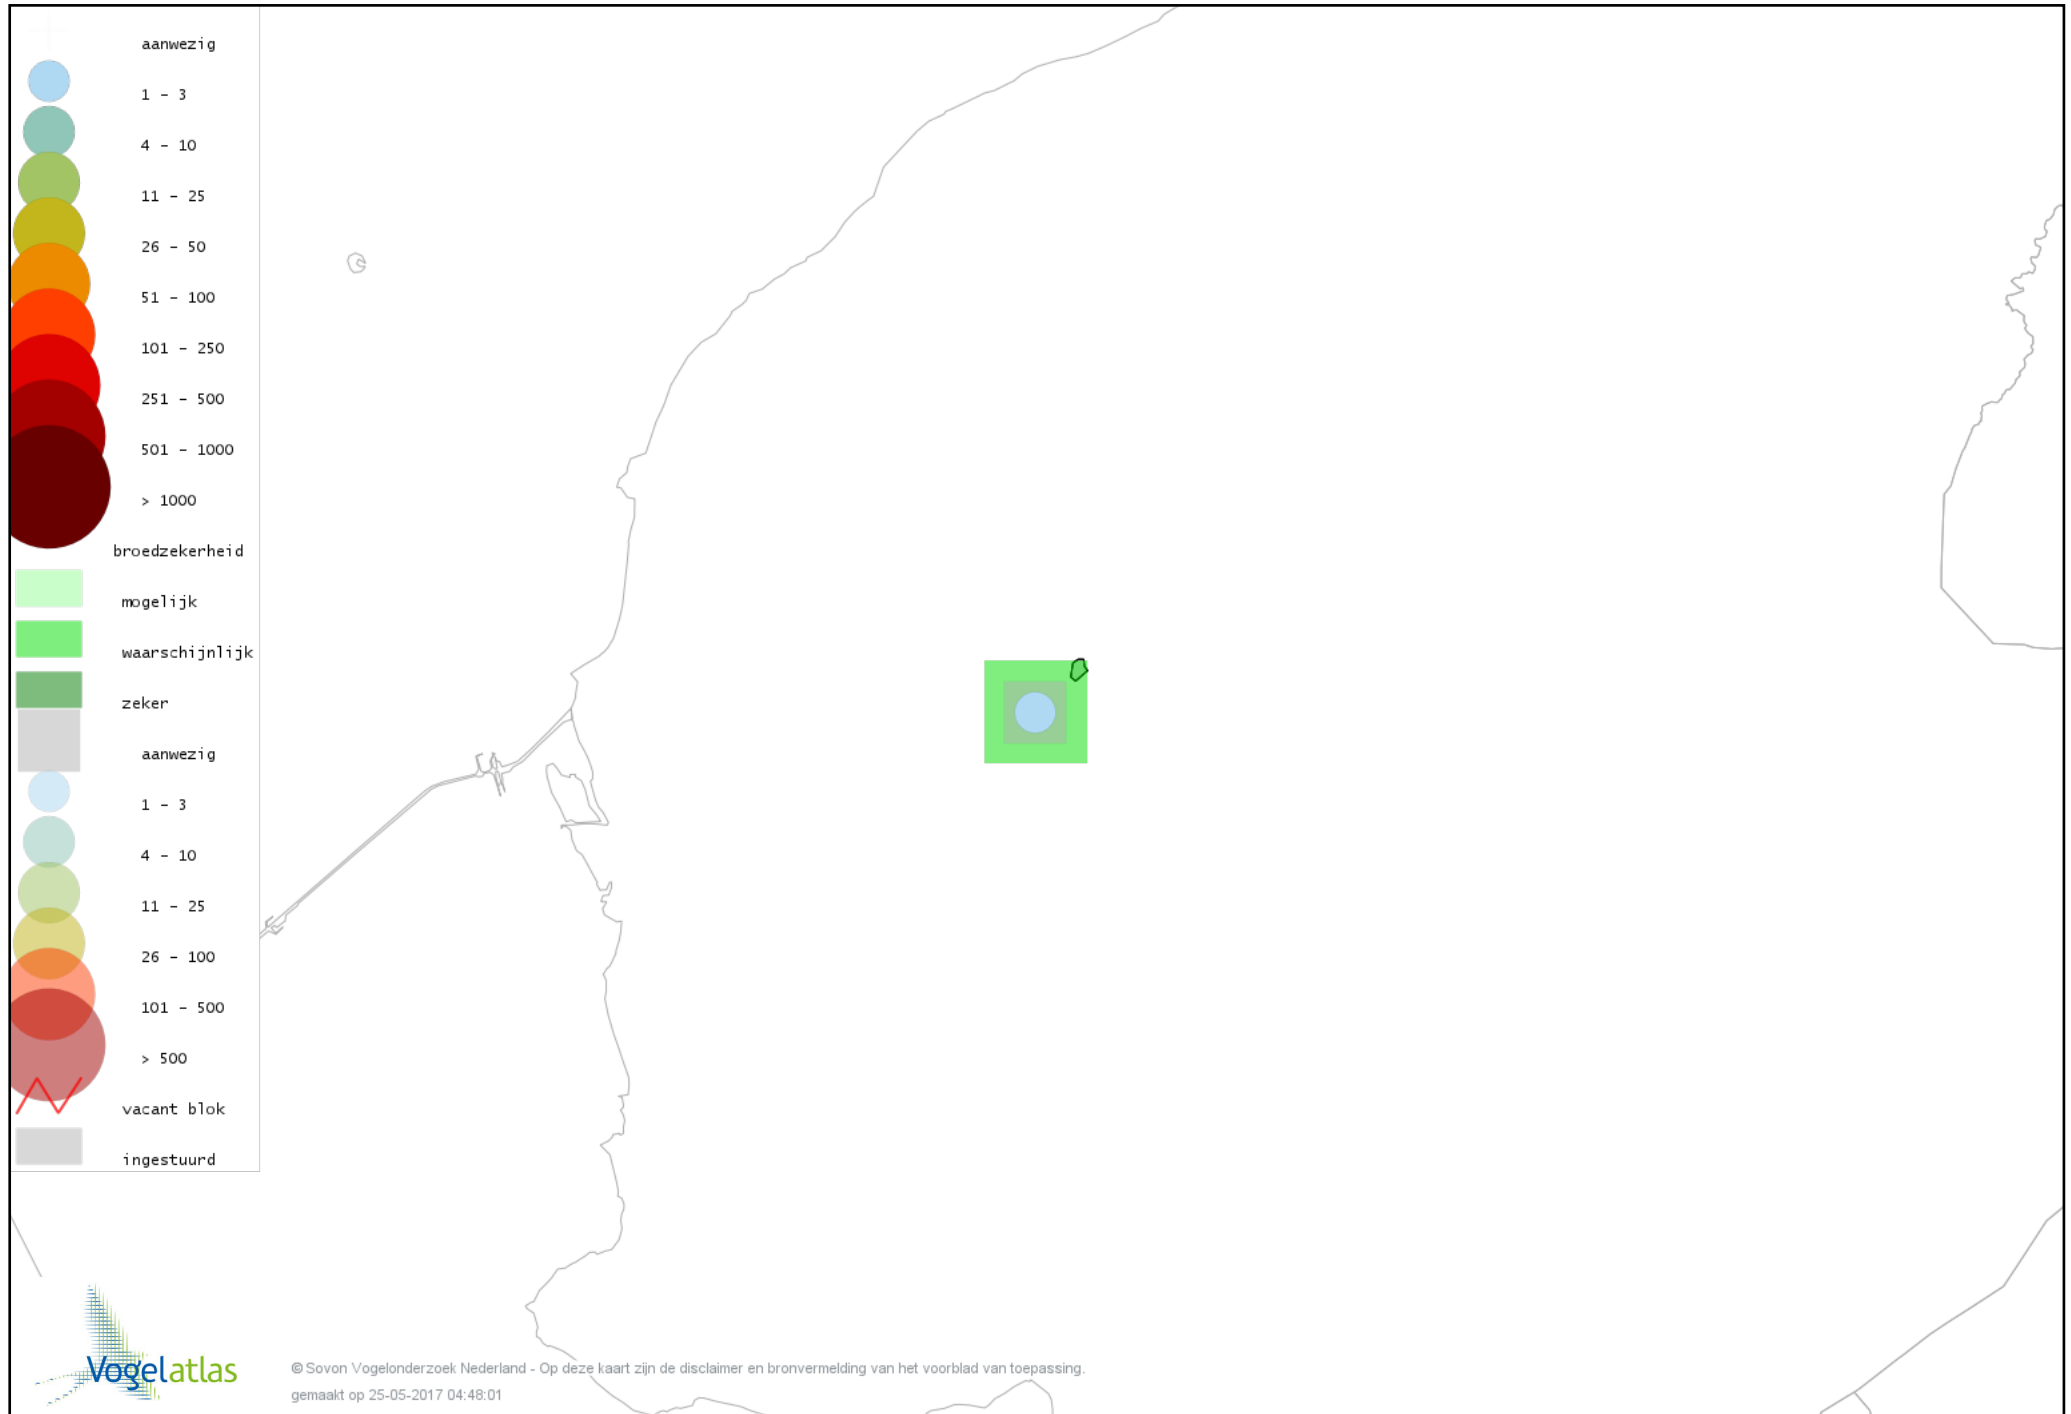 aanwezig
1 - 3
4 - 10
11 - 25
26 - 50
51 - 100
101 - 250
251 - 500
501 - 1000
> 1000
broedzekerheid
mogelijk
waarschijnlijk
zeker
aanwezig
1 - 3
4 - 10
11 - 25
26 - 100
101 - 500
> 500
vacant blok
ingestuurd
Vogelatlas
© Sovon Vogelonderzoek Nederland - Op deze kaart zijn de disclaimer en bronvermelding van het voorblad van toepassing.
gemaakt op 25-05-2017 04:48:01